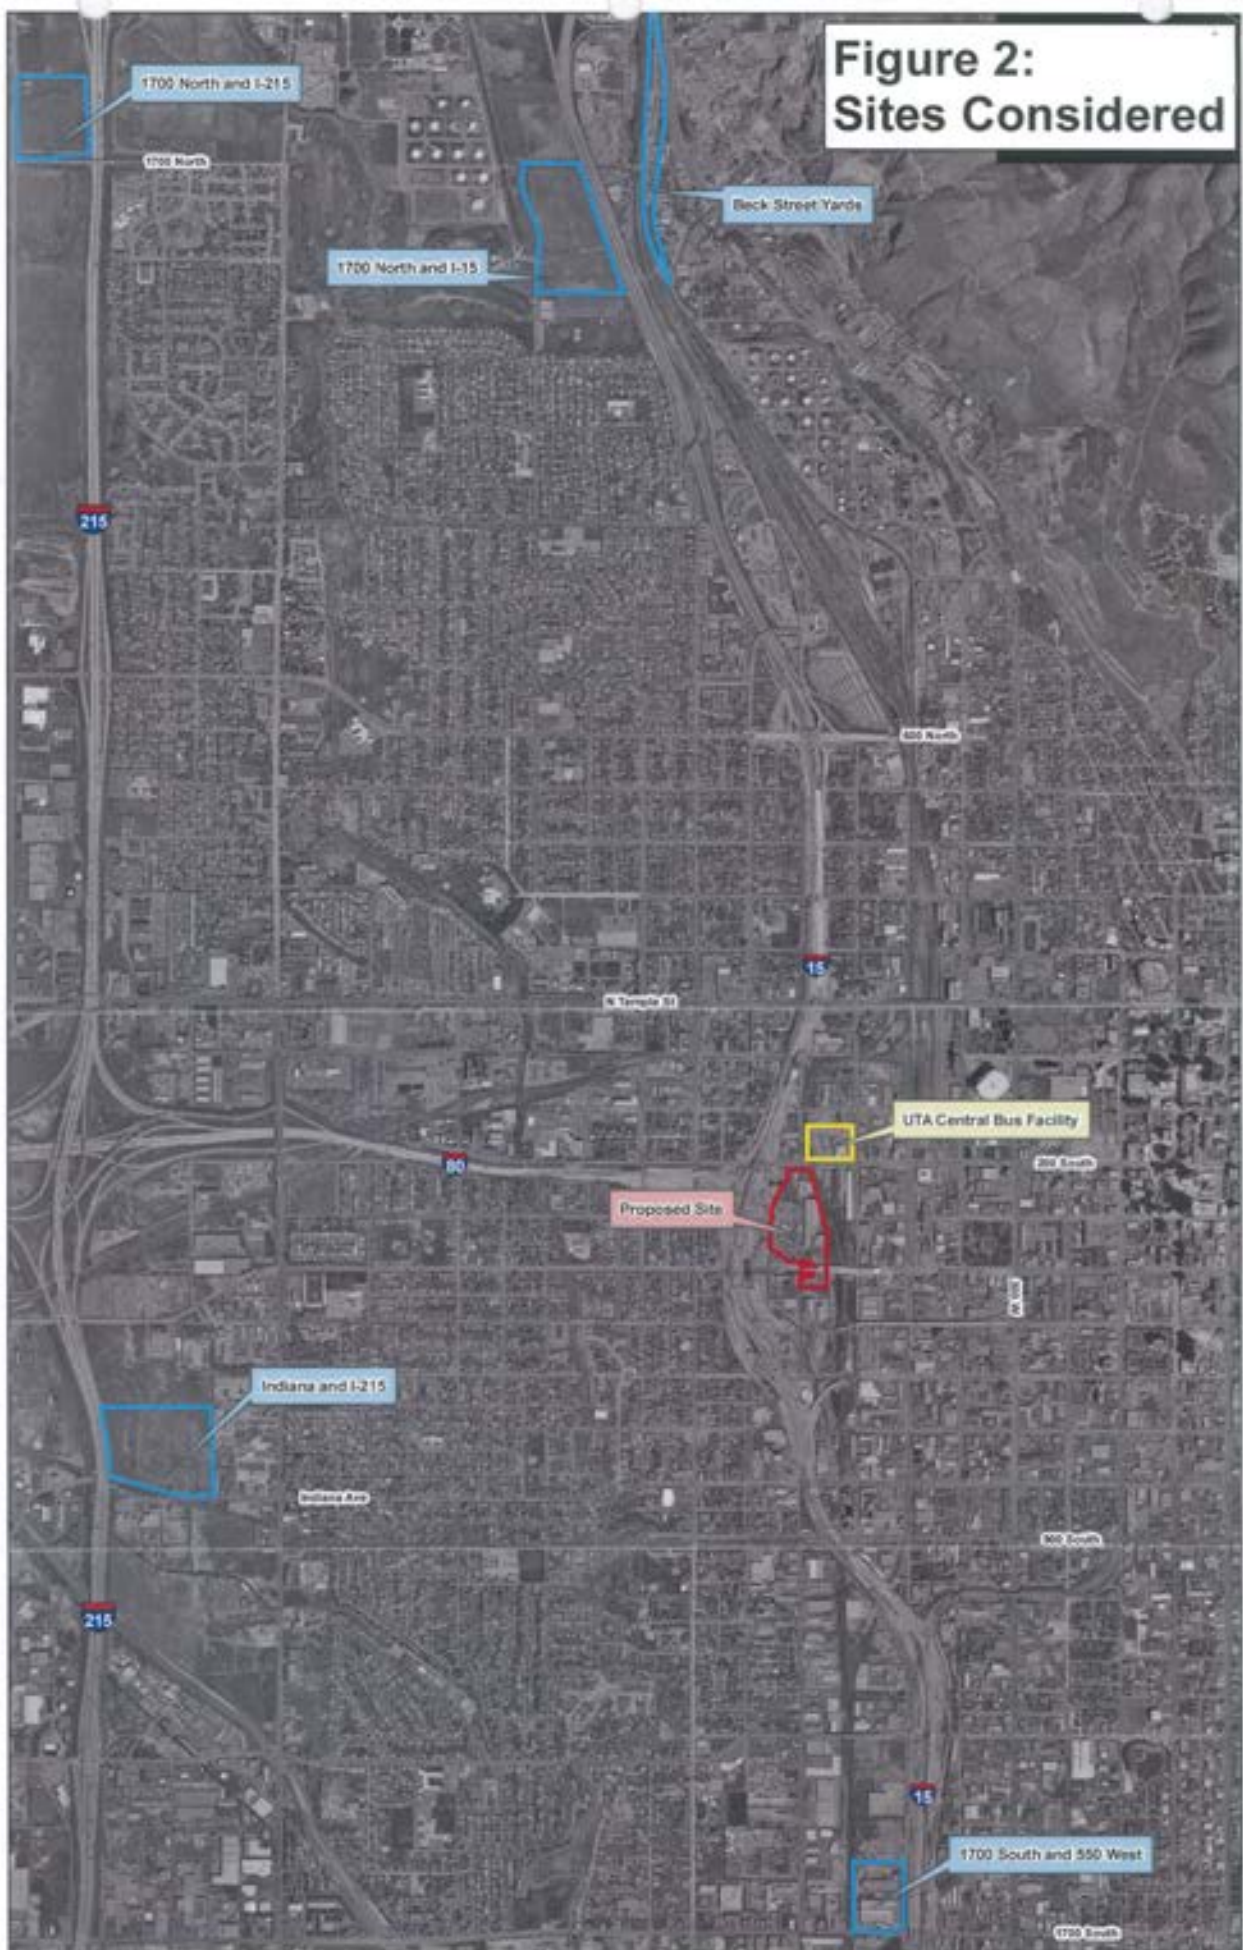 Figure 2:
Sites Considered
1700 North and I-215
1700 North
Beck Street Yards
1700 North and I-15
215
600 North
15
N Temple St
UTA Central Bus Facility
200 South
80
Proposed Site
Indiana and I-215
Indiana Ave
900 South
215
15
1700 South and 550 West
1700 South